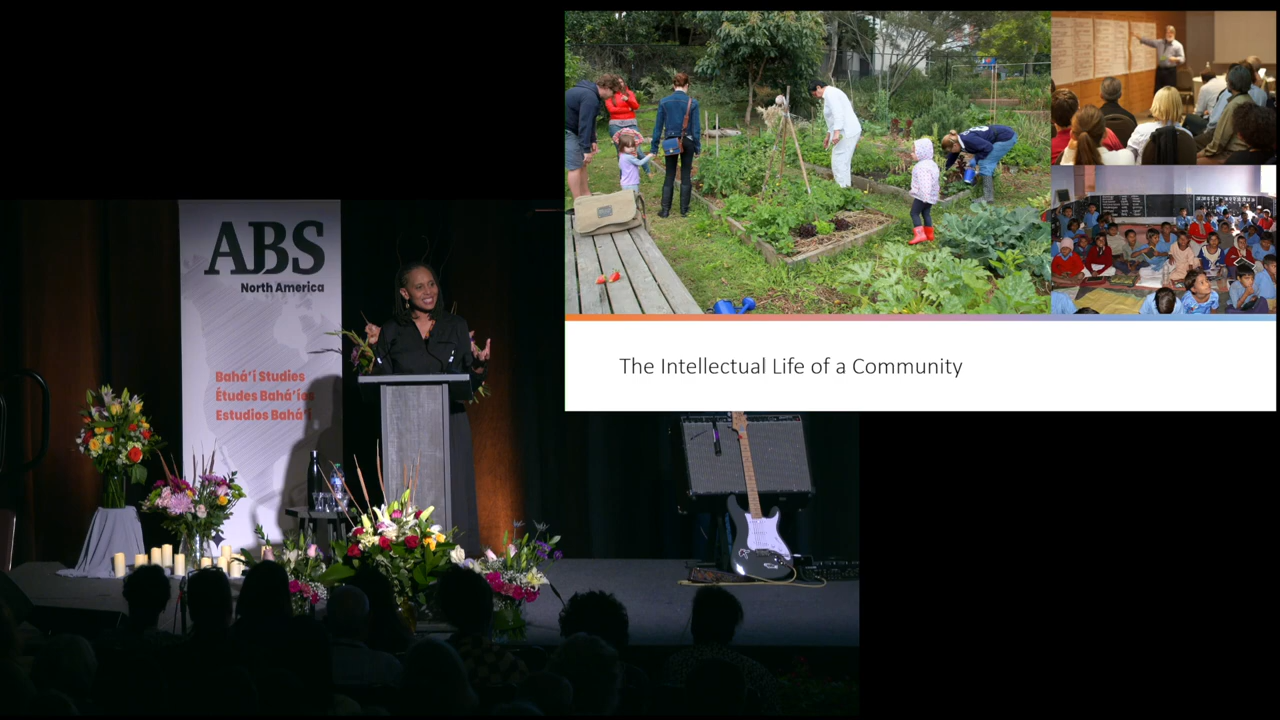 ABS
North America
Bahá'í Studies
Études Bahá'íes
Estudios Bahá'í
The Intellectual Life of a Community